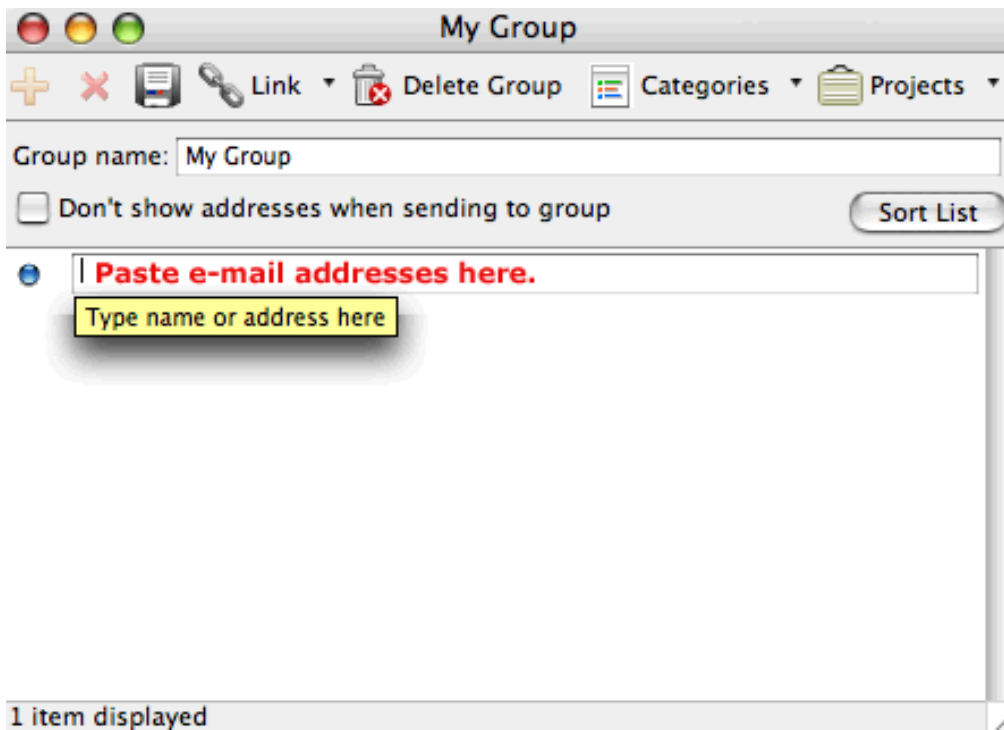 My Group
Link Delete Group Categories Projects
Group name: My Group
Don't show addresses when sending to group Sort List
Paste e-mail addresses here.
Type name or address here
1 item displayed